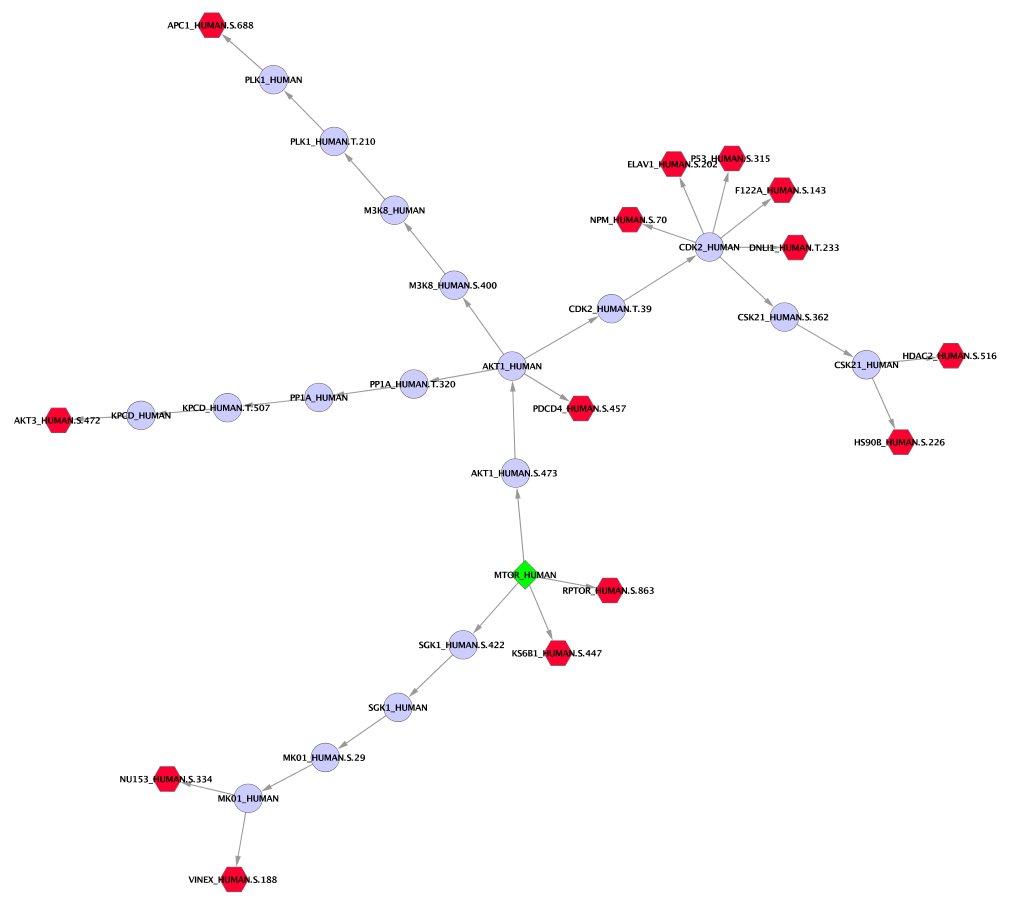 APC1_HUMAN.S.688
PLK1_HUMAN
PLK1_HUMAN.T.210
P53_HUMAN.S.315
ELAV1_HUMAN.S.202
F122A_HUMAN.S.143
M3K8_HUMAN
NPM_HUMAN.S.70
CDK2_HUMAN
DNLI1_HUMAN.T.233
M3K8_HUMAN.S.400
CDK2_HUMAN.T.39
CSK21_HUMAN.S.362
HDAC2_HUMAN.S.516
CSK21_HUMAN
AKT1_HUMAN
PP1A_HUMAN.T.320
PP1A_HUMAN
KPCD_HUMAN.T.507
PDCD4_HUMAN.S.457
KPCD_HUMAN
AKT3_HUMAN.S.472
HS90B_HUMAN.S.226
AKT1_HUMAN.S.473
MTOR_HUMAN
RPTOR_HUMAN.S.863
SGK1_HUMAN.S.422
KS6B1_HUMAN.S.447
SGK1_HUMAN
MK01_HUMAN.S.29
NU153_HUMAN.S.334
MK01_HUMAN
VINEX_HUMAN.S.188